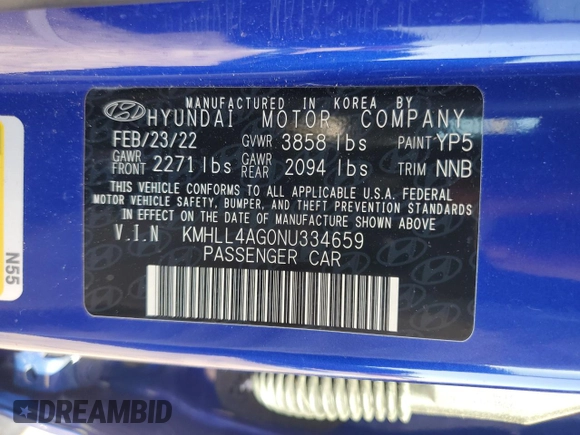 MANUFACTURED IN KOREA BY
HYUNDAI MOTOR COMPANY
FEB/23/22 GVWR 3858 lbs PAINT YP5
GAWR FRONT 2271 lbs GAWR REAR 2094 lbs TRIM NNB
THIS VEHICLE CONFORMS TO ALL APPLICABLE U.S.A. FEDERAL
MOTOR VEHICLE SAFETY, BUMPER, AND THEFT PREVENTION STANDARDS
IN EFFECT ON THE DATE OF MANUFACTURE SHOWN ABOVE
V.I.N KMHLL4AG0NU334659
PASSENGER CAR
N55
DREAMBID